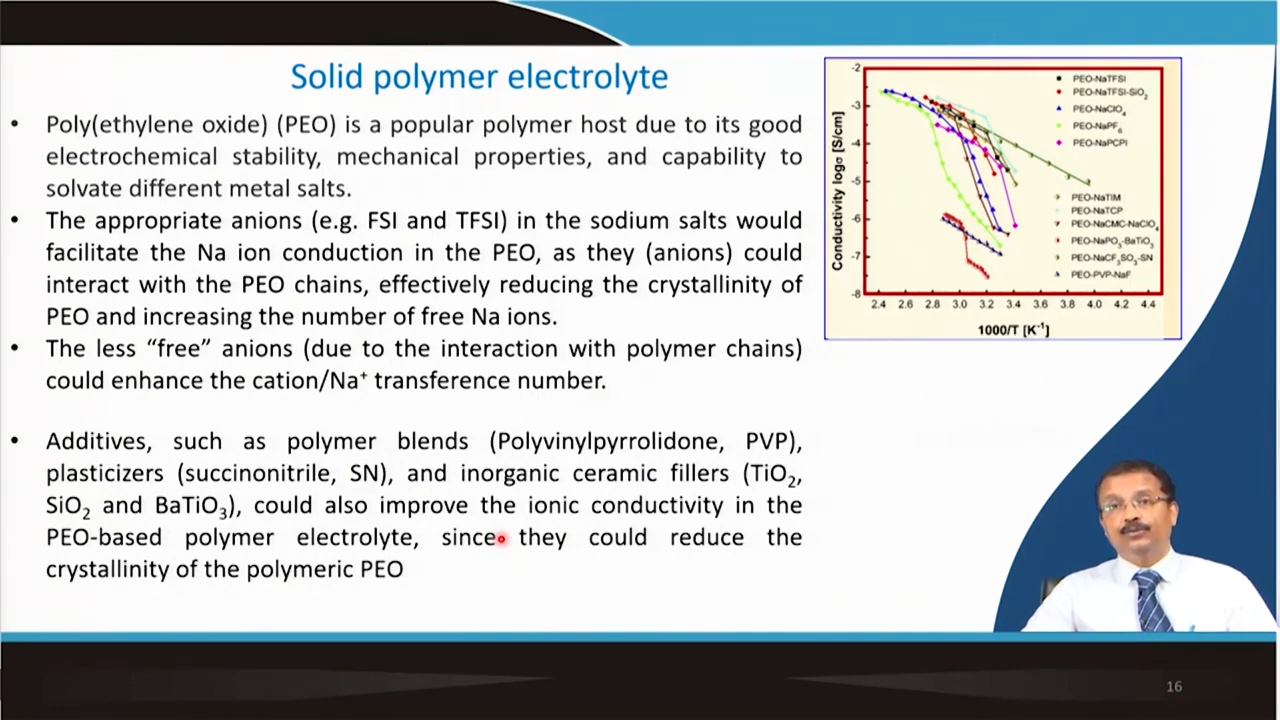 Solid polymer electrolyte
• Poly(ethylene oxide) (PEO) is a popular polymer host due to its good
electrochemical stability, mechanical properties, and capability to
solvate different metal salts.
• The appropriate anions (e.g. FSI and TFSI) in the sodium salts would
facilitate the Na ion conduction in the PEO, as they (anions) could
interact with the PEO chains, effectively reducing the crystallinity of
PEO and increasing the number of free Na ions.
• The less “free” anions (due to the interaction with polymer chains)
could enhance the cation/Na⁺ transference number.
• Additives, such as polymer blends (Polyvinylpyrrolidone, PVP),
plasticizers (succinonitrile, SN), and inorganic ceramic fillers (TiO₂,
SiO₂ and BaTiO₃), could also improve the ionic conductivity in the
PEO-based polymer electrolyte, since they could reduce the
crystallinity of the polymeric PEO
Conductivity logσ [S/cm]
-2
-3
-4
-5
-6
-7
-8
PEO-NaTFSI
PEO-NaTFSI-SiO₂
PEO-NaClO₄
PEO-NaPF₆
PEO-NaPCPI
PEO-NaTIM
PEO-NaTCP
PEO-NaCMC-NaClO₄
PEO-NaPO₃-BaTiO₃
PEO-NaCF₃SO₃-SN
PEO-PVP-NaF
2.4 2.6 2.8 3.0 3.2 3.4 3.6 3.8 4.0 4.2 4.4
1000/T [K⁻¹]
16